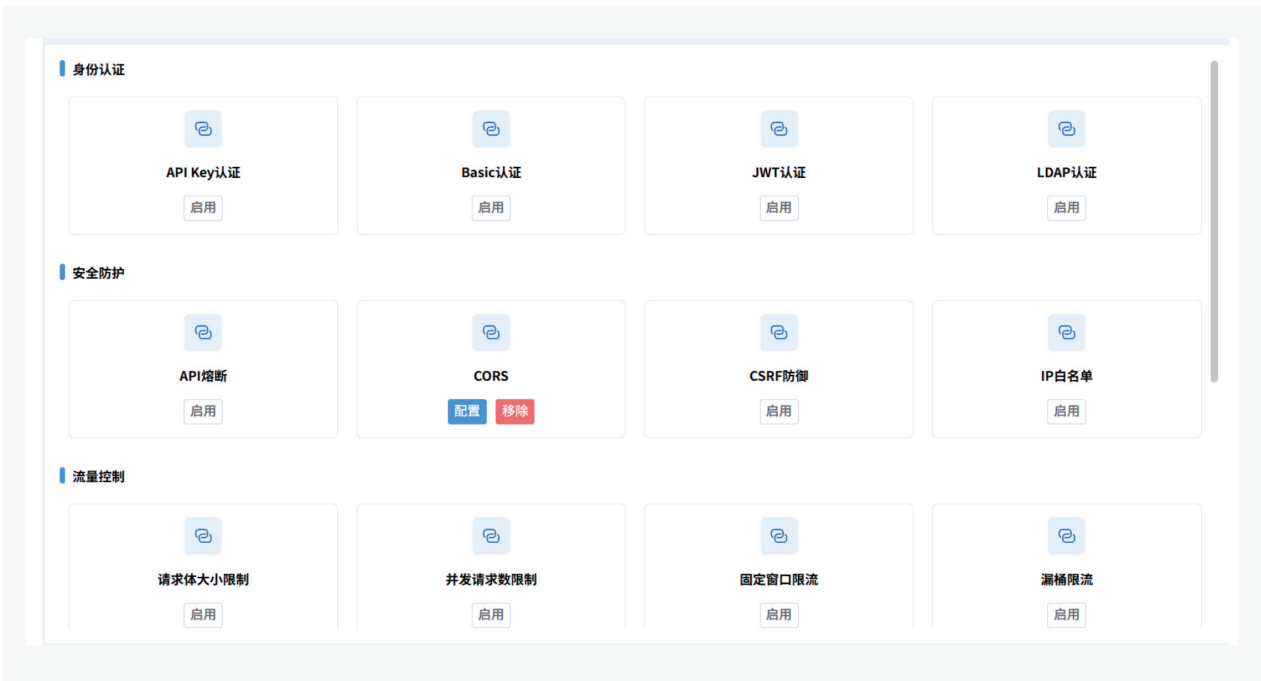 身份认证
API Key认证
Basic认证
JWT认证
LDAP认证
启用
启用
启用
启用
安全防护
API熔断
CORS
CSRF防御
IP白名单
启用
配置 移除
启用
启用
流量控制
请求体大小限制
并发请求数限制
固定窗口限流
漏桶限流
启用
启用
启用
启用